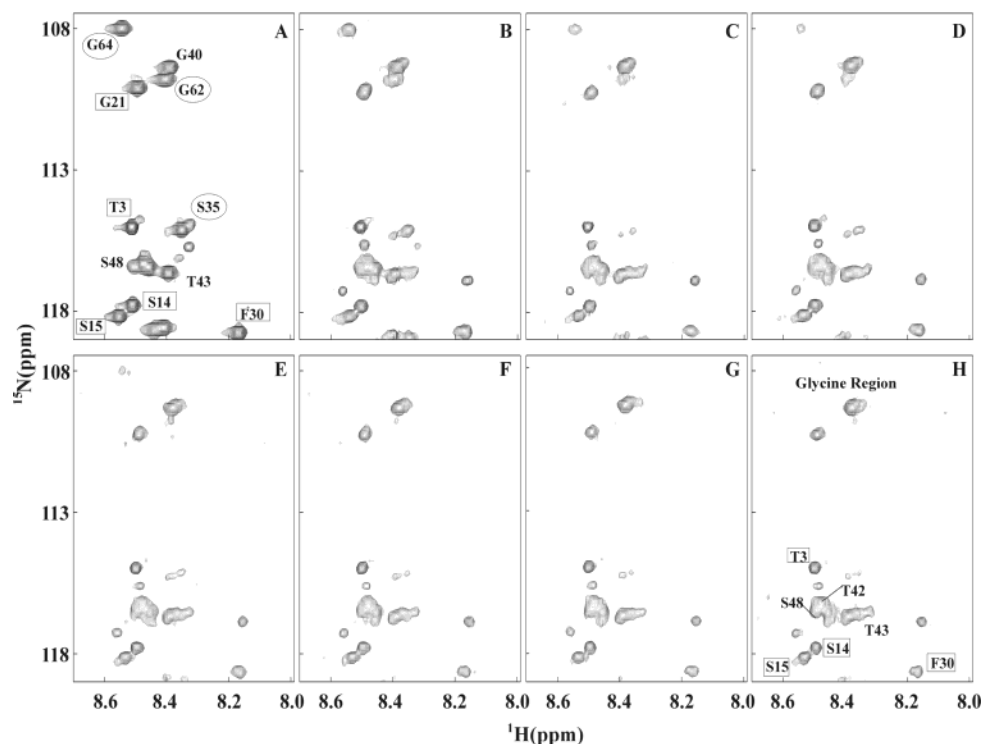 108 A B C D
G64
G40
G21 G62
113
T3 S35
S48 T43
S14
118 S15 F30
E F G H
108 Glycine Region
113
T3
T42
S48 T43
118 S14
S15 F30
8.6 8.4 8.2 8.0 8.6 8.4 8.2 8.0 8.6 8.4 8.2 8.0 8.6 8.4 8.2 8.0
¹⁵N(ppm)
¹H(ppm)